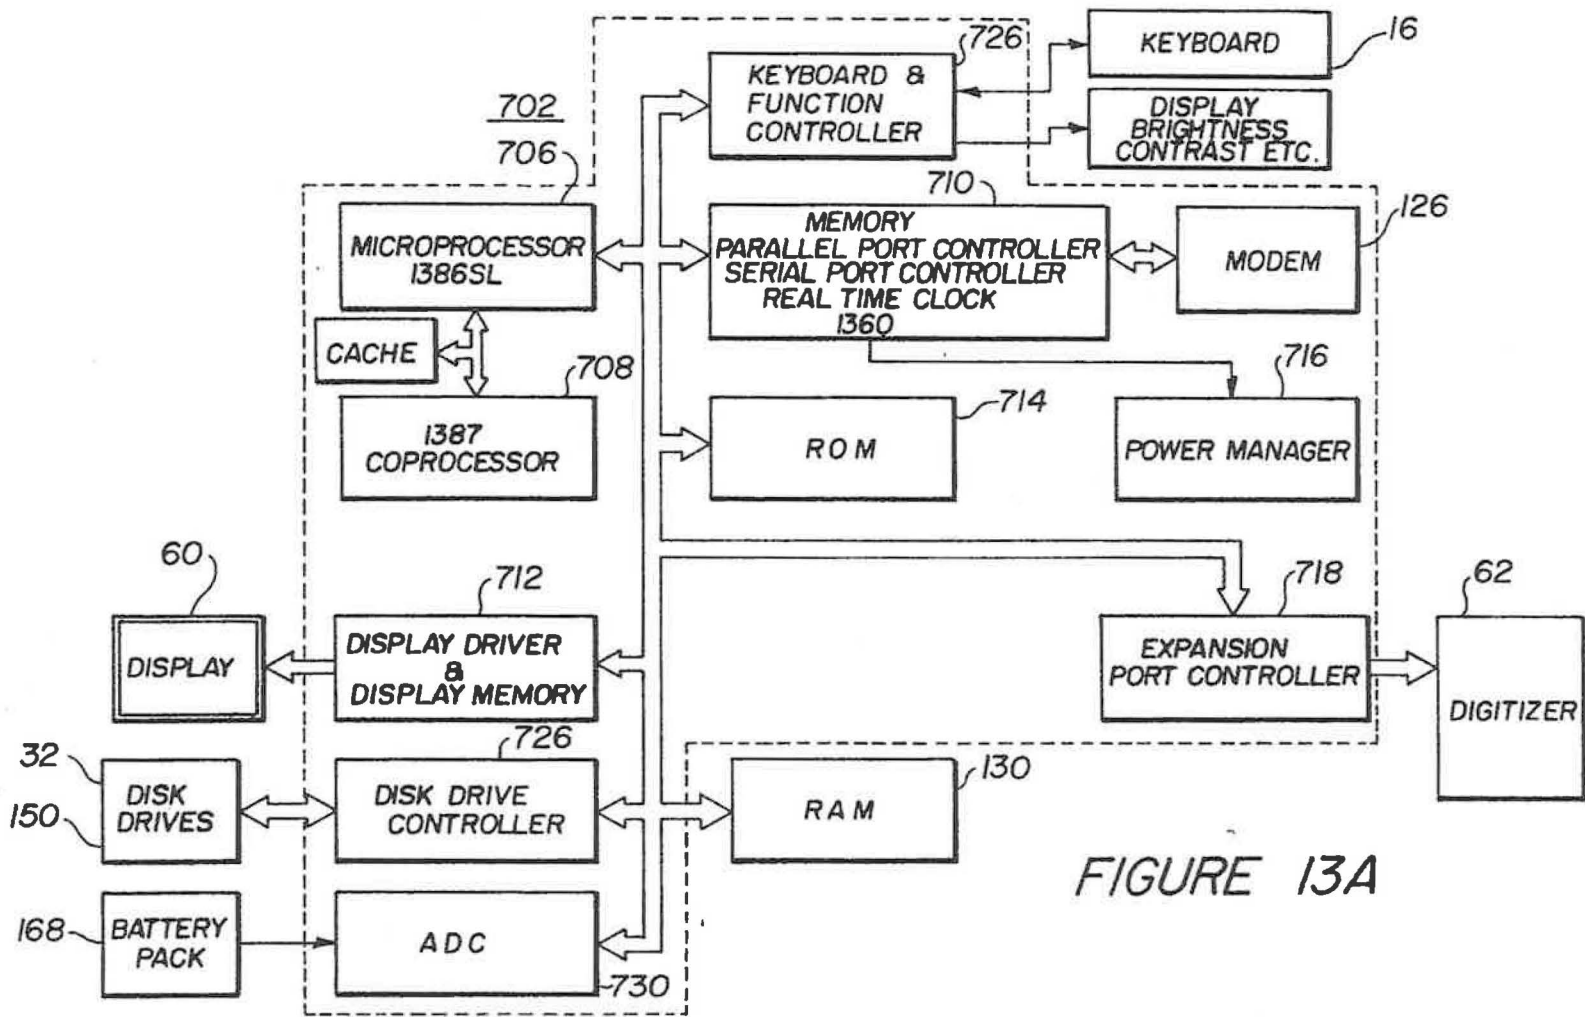 726
KEYBOARD
16
KEYBOARD &
FUNCTION
CONTROLLER
DISPLAY
BRIGHTNESS
CONTRAST ETC.
702
706
710
126
MICROPROCESSOR
1386SL
MEMORY
PARALLEL PORT CONTROLLER
SERIAL PORT CONTROLLER
REAL TIME CLOCK
1360
MODEM
CACHE
708
714
716
1387
COPROCESSOR
ROM
POWER MANAGER
60
712
718
62
DISPLAY
DISPLAY DRIVER
&
DISPLAY MEMORY
EXPANSION
PORT CONTROLLER
DIGITIZER
32
150
DISK
DRIVES
726
DISK DRIVE
CONTROLLER
RAM
130
168
BATTERY
PACK
ADC
730
FIGURE 13A